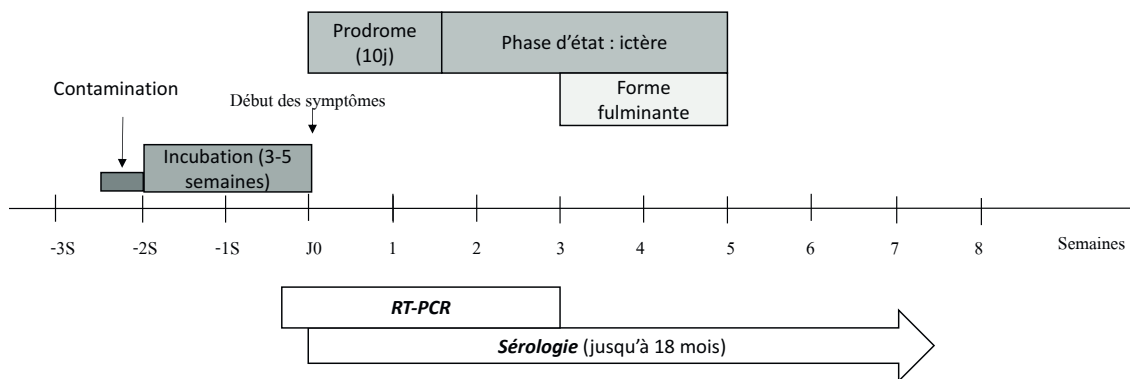 Prodrome
(10j)
Phase d'état : ictère
Forme
fulminante
Contamination
Début des symptômes
Incubation (3-5
semaines)
-3S -2S -1S J0 1 2 3 4 5 6 7 8 Semaines
RT-PCR
Sérologie (jusqu'à 18 mois)